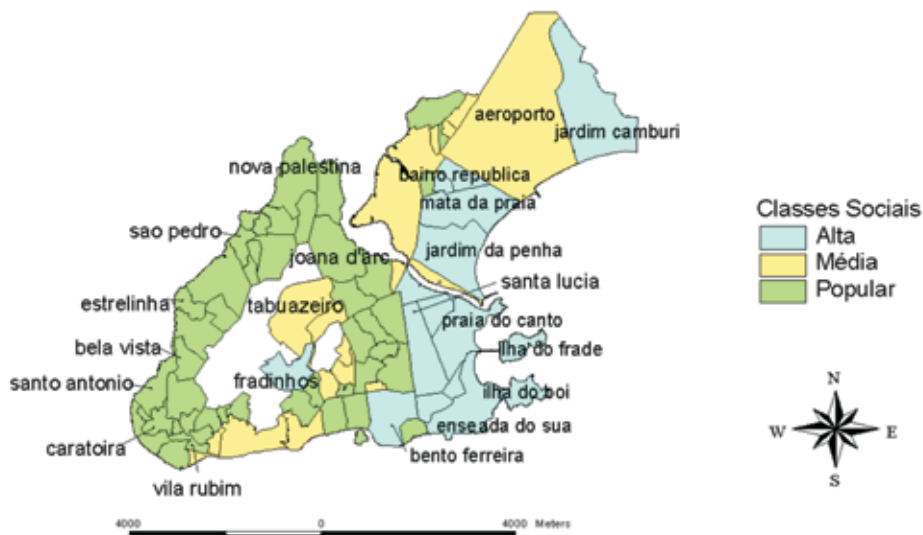 aeroporto
jardim camburi
nova palestina
bairro republica
mata da praia
sao pedro
joana d'arc
jardim da penha
santa lucia
estrelinha
tabuazeiro
praia do canto
bela vista
ilha do frade
santo antonio
fradinhos
ilha do boi
caratoira
enseada do sua
bento ferreira
vila rubim
Classes Sociais
Alta
Média
Popular
N
W E
S
4000 0 4000 Meters